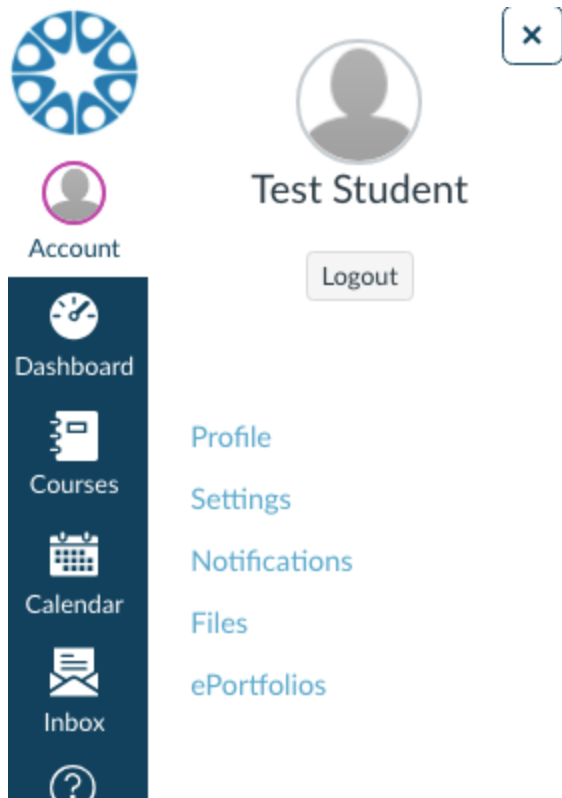 Account
Dashboard
Courses
Calendar
Inbox
?
×
Test Student
Logout
Profile
Settings
Notifications
Files
ePortfolios